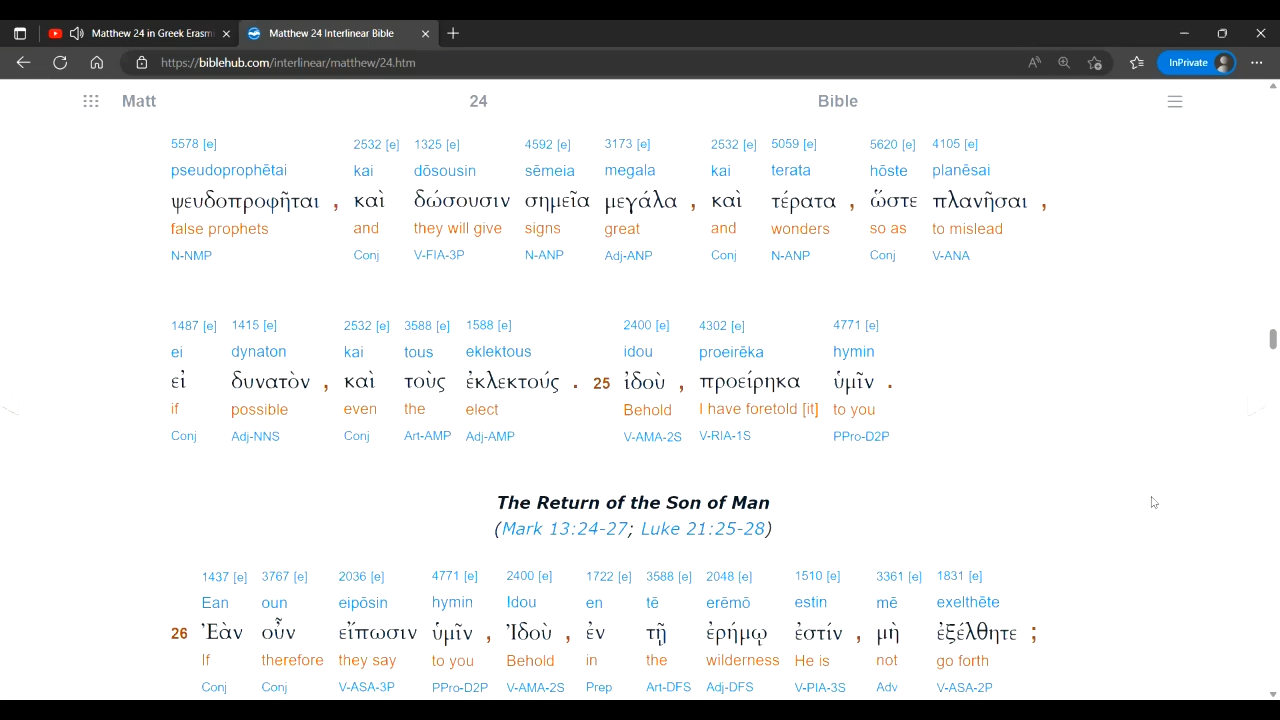 Matthew 24 in Greek Erasmi
Matthew 24 Interlinear Bible
https://biblehub.com/interlinear/matthew/24.htm
InPrivate
Matt 24 Bible
5578 [e] 2532 [e] 1325 [e] 4592 [e] 3173 [e] 2532 [e] 5059 [e] 5620 [e] 4105 [e]
pseudoprophētai kai dōsousin sēmeia megala kai terata hōste planēsai
ψευδοπροφῆται , καὶ δώσουσιν σημεῖα μεγάλα , καὶ τέρατα , ὥστε πλανῆσαι ,
false prophets and they will give signs great and wonders so as to mislead
N-NMP Conj V-FIA-3P N-ANP Adj-ANP Conj N-ANP Conj V-ANA
1487 [e] 1415 [e] 2532 [e] 3588 [e] 1588 [e] 2400 [e] 4302 [e] 4771 [e]
ei dynaton kai tous eklektous idou proeirēka hymin
εἰ δυνατὸν , καὶ τοὺς ἐκλεκτούς . 25 ἰδοὺ , προείρηκα ὑμῖν .
if possible even the elect Behold I have foretold [it] to you
Conj Adj-NNS Conj Art-AMP Adj-AMP V-AMA-2S V-RIA-1S PPro-D2P
The Return of the Son of Man
(Mark 13:24-27; Luke 21:25-28)
1437 [e] 3767 [e] 2036 [e] 4771 [e] 2400 [e] 1722 [e] 3588 [e] 2048 [e] 1510 [e] 3361 [e] 1831 [e]
Ean oun eipōsin hymin Idou en tē erēmō estin mē exelthēte
26 Ἐὰν οὖν εἴπωσιν ὑμῖν , Ἰδοὺ , ἐν τῇ ἐρήμῳ ἐστίν , μὴ ἐξέλθητε ;
If therefore they say to you Behold in the wilderness He is not go forth
Conj Conj V-ASA-3P PPro-D2P V-AMA-2S Prep Art-DFS Adj-DFS V-PIA-3S Adv V-ASA-2P